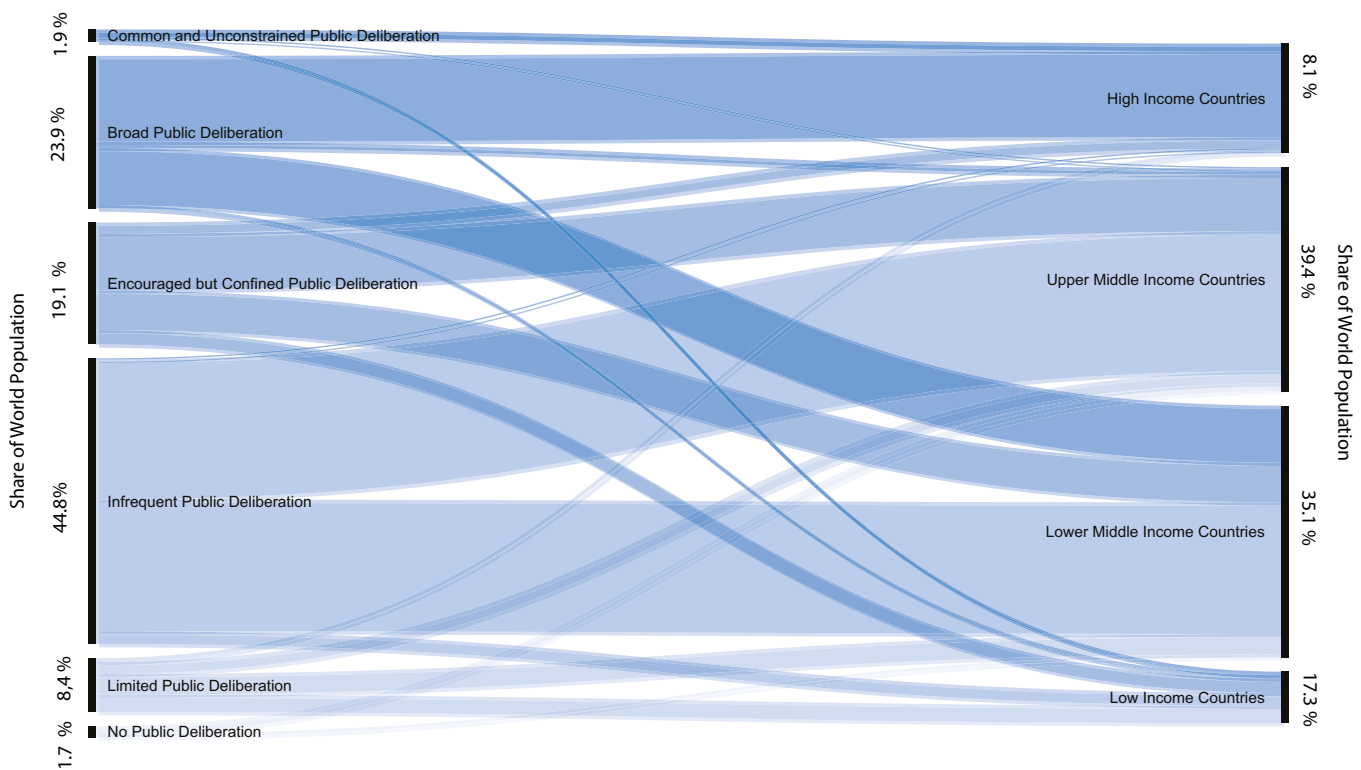 Share of World Population
1.9 %
Common and Unconstrained Public Deliberation
23.9 %
Broad Public Deliberation
19.1 %
Encouraged but Confined Public Deliberation
44.8%
Infrequent Public Deliberation
8,4 %
Limited Public Deliberation
1.7 %
No Public Deliberation
High Income Countries
8.1 %
Upper Middle Income Countries
39.4 %
Lower Middle Income Countries
35.1 %
Low Income Countries
17.3 %
Share of World Population